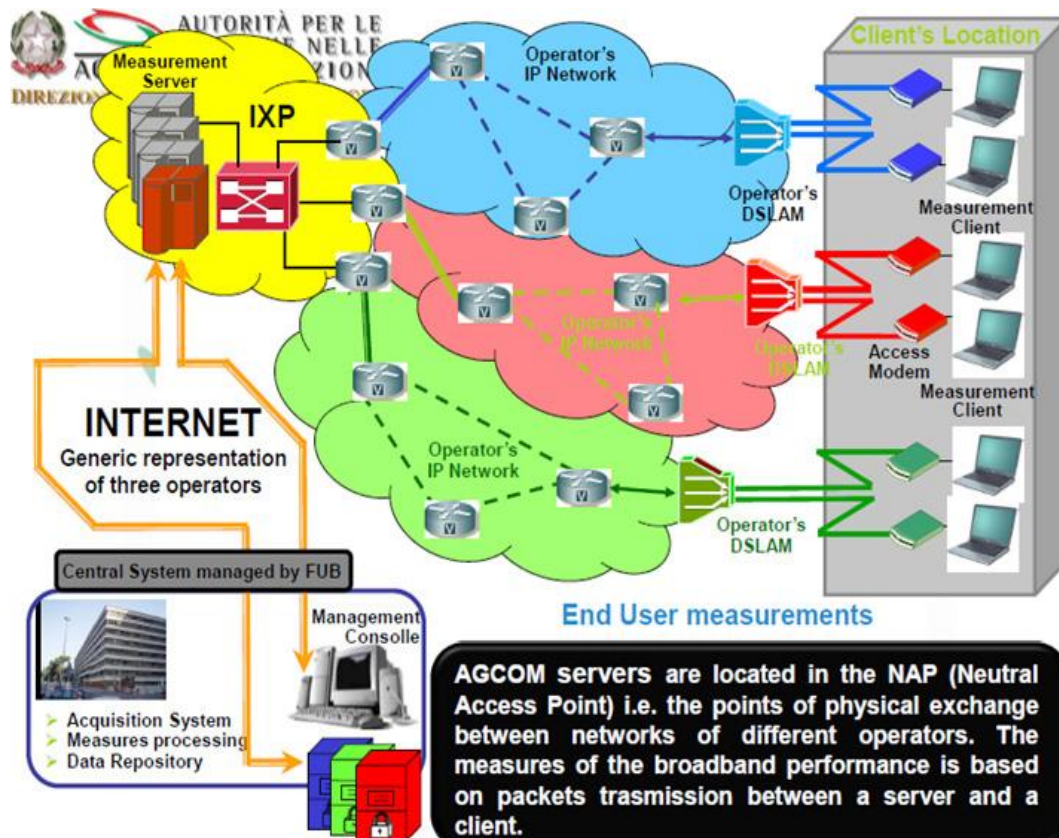 AUTORITÀ PER LE
NELLE
AG
ZION
DIREZION
Measurement
Server
IXP
Operator's
IP Network
Client's Location
Operator's
DSLAM
Measurement
Client
Operator's
IP Network
Operator's
DSLAM
Access
Modem
Measurement
Client
INTERNET
Generic representation
of three operators
Operator's
IP Network
Operator's
DSLAM
Central System managed by FUB
Management
Consolle
Acquisition System
Measures processing
Data Repository
End User measurements
AGCOM servers are located in the NAP (Neutral
Access Point) i.e. the points of physical exchange
between networks of different operators. The
measures of the broadband performance is based
on packets trasmission between a server and a
client.
V
V
V
V
V
V
V
V
V
V
V
V